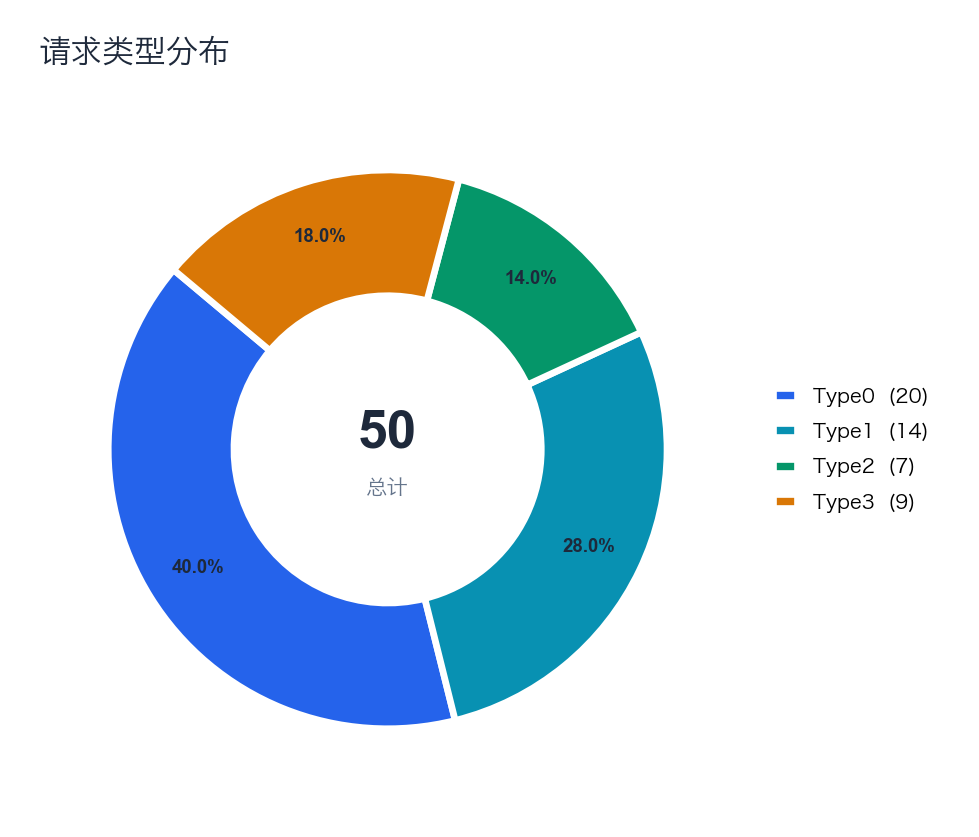 请求类型分布
18.0%
14.0%
50
总计
40.0%
28.0%
Type0 (20)
Type1 (14)
Type2 (7)
Type3 (9)